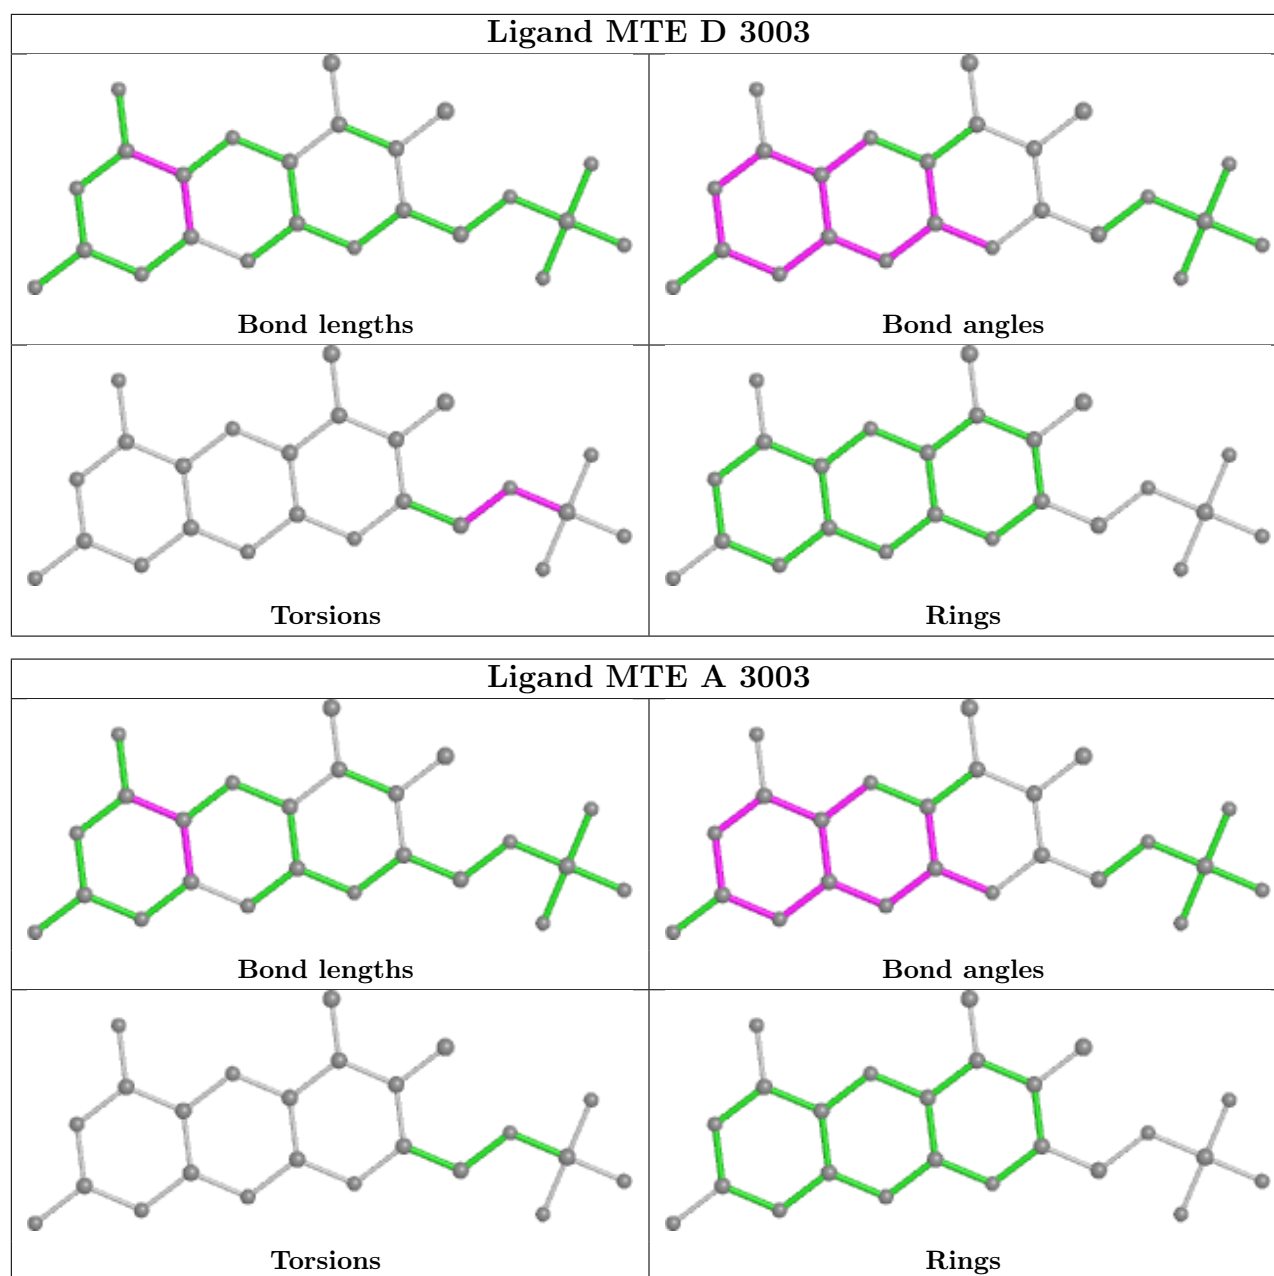 Ligand MTE D 3003
Bond lengths
Bond angles
Torsions
Rings
Ligand MTE A 3003
Bond lengths
Bond angles
Torsions
Rings